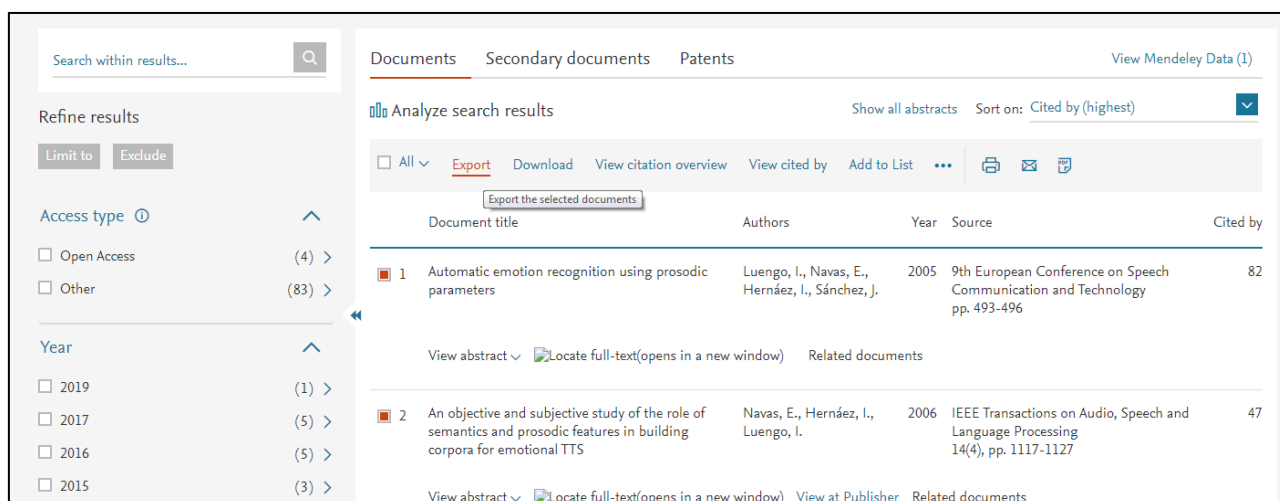 Search within results...
Refine results
Limit to Exclude
Access type
Open Access (4)
Other (83)
Year
2019 (1)
2017 (5)
2016 (5)
2015 (3)
Documents Secondary documents Patents View Mendeley Data (1)
Analyze search results Show all abstracts Sort on: Cited by (highest)
All Export Download View citation overview View cited by Add to List ••• PDF
Export the selected documents
Document title Authors Year Source Cited by
1 Automatic emotion recognition using prosodic Luengo, I., Navas, E., 2005 9th European Conference on Speech 82
parameters Hernáez, I., Sánchez, J. Communication and Technology
pp. 493-496
View abstract Locate full-text(opens in a new window) Related documents
2 An objective and subjective study of the role of Navas, E., Hernáez, I., 2006 IEEE Transactions on Audio, Speech and 47
semantics and prosodic features in building Luengo, I. Language Processing
corpora for emotional TTS 14(4), pp. 1117-1127
View abstract Locate full-text(opens in a new window) View at Publisher Related documents